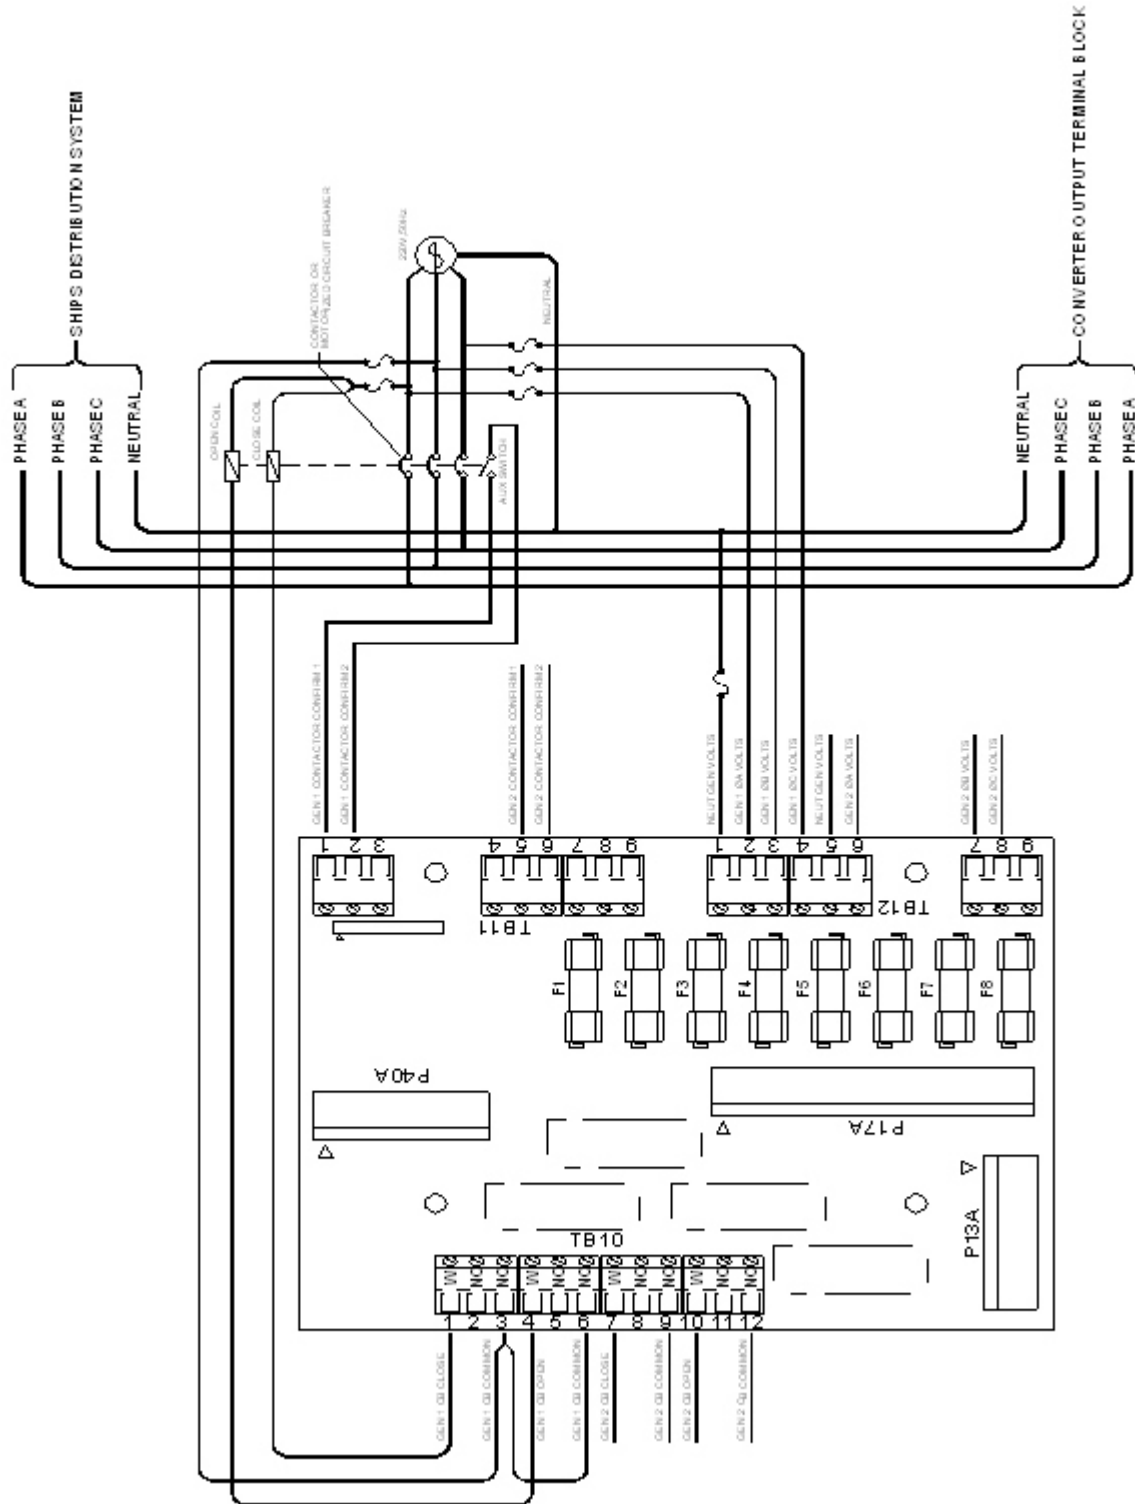 SHIPS DISTRIBUTION SYSTEM
PHASE A
PHASE B
PHASE C
NEUTRAL
OPEN COIL
CLOSE COIL
CONTACTOR OR
MOTORIZED CIRCUIT BREAKER
220V,50Hz
NEUTRAL
AUX SWITCH
CONVERTER OUTPUT TERMINAL BLOCK
NEUTRAL
PHASE C
PHASE B
PHASE A
GEN 1 CONTACTOR CONFIRM 1
GEN 1 CONTACTOR CONFIRM 2
GEN 2 CONTACTOR CONFIRM 1
GEN 2 CONTACTOR CONFIRM 2
NEUT GEN VOLTS
GEN 1 ØA VOLTS
GEN 1 ØB VOLTS
GEN 1 ØC VOLTS
NEUT GEN VOLTS
GEN 2 ØA VOLTS
GEN 2 ØB VOLTS
GEN 2 ØC VOLTS
1 2 3
4 5 6 7 8 9
1 2 3 4 5 6
7 8 9
TB11
TB12
F1
F2
F3
F4
F5
F6
F7
F8
P40A
P17A
P13A
TB10
W NO NO W NO NO W NO NO W NO
1 2 3 4 5 6 7 8 9 10 11 12
GEN 1 CB CLOSE
GEN 1 CB COMMON
GEN 1 CB OPEN
GEN 1 CB COMMON
GEN 2 CB CLOSE
GEN 2 CB COMMON
GEN 2 CB OPEN
GEN 2 CB COMMON